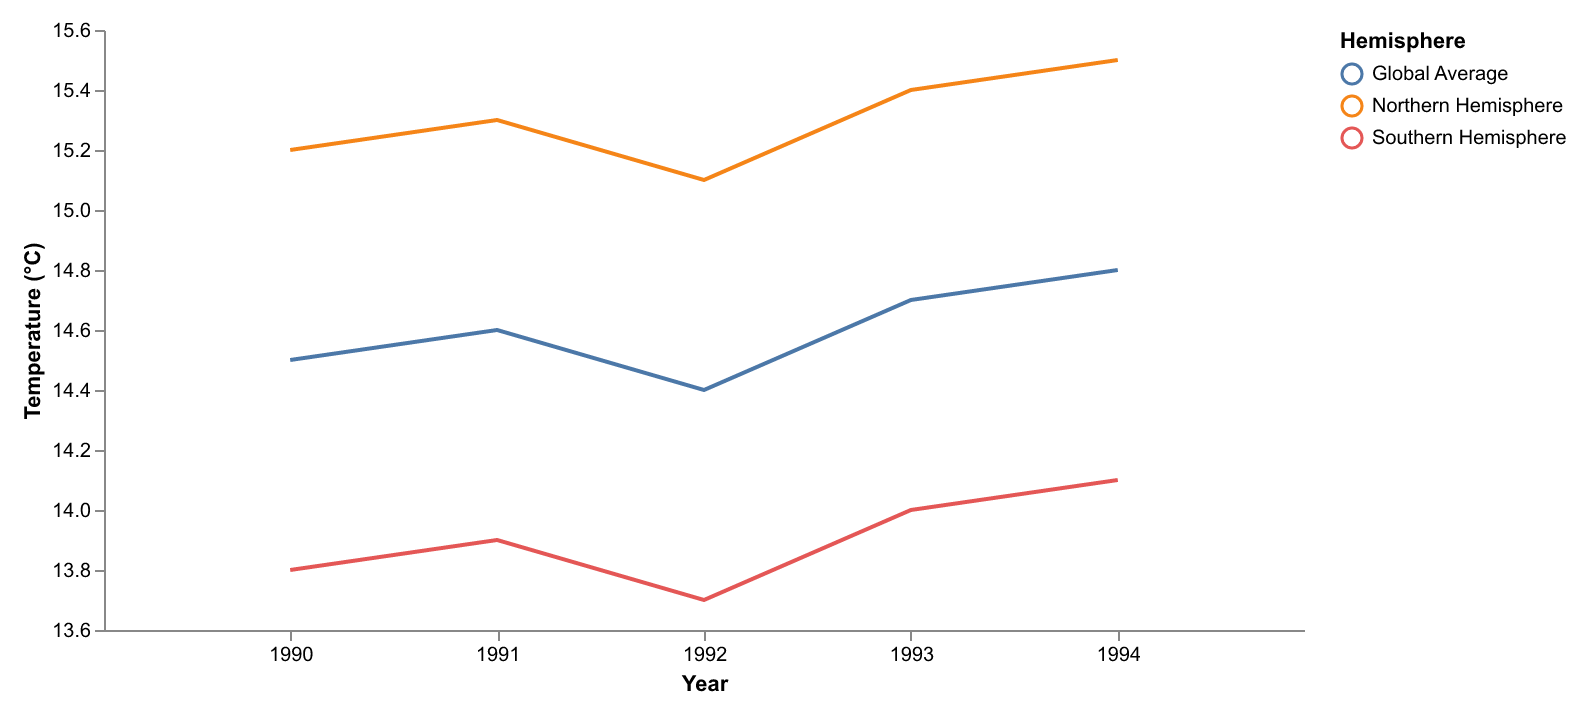 15.6
15.4
15.2
15.0
14.8
14.6
14.4
14.2
14.0
13.8
13.6
Temperature (°C)
1990 1991 1992 1993 1994
Year
Hemisphere
Global Average
Northern Hemisphere
Southern Hemisphere